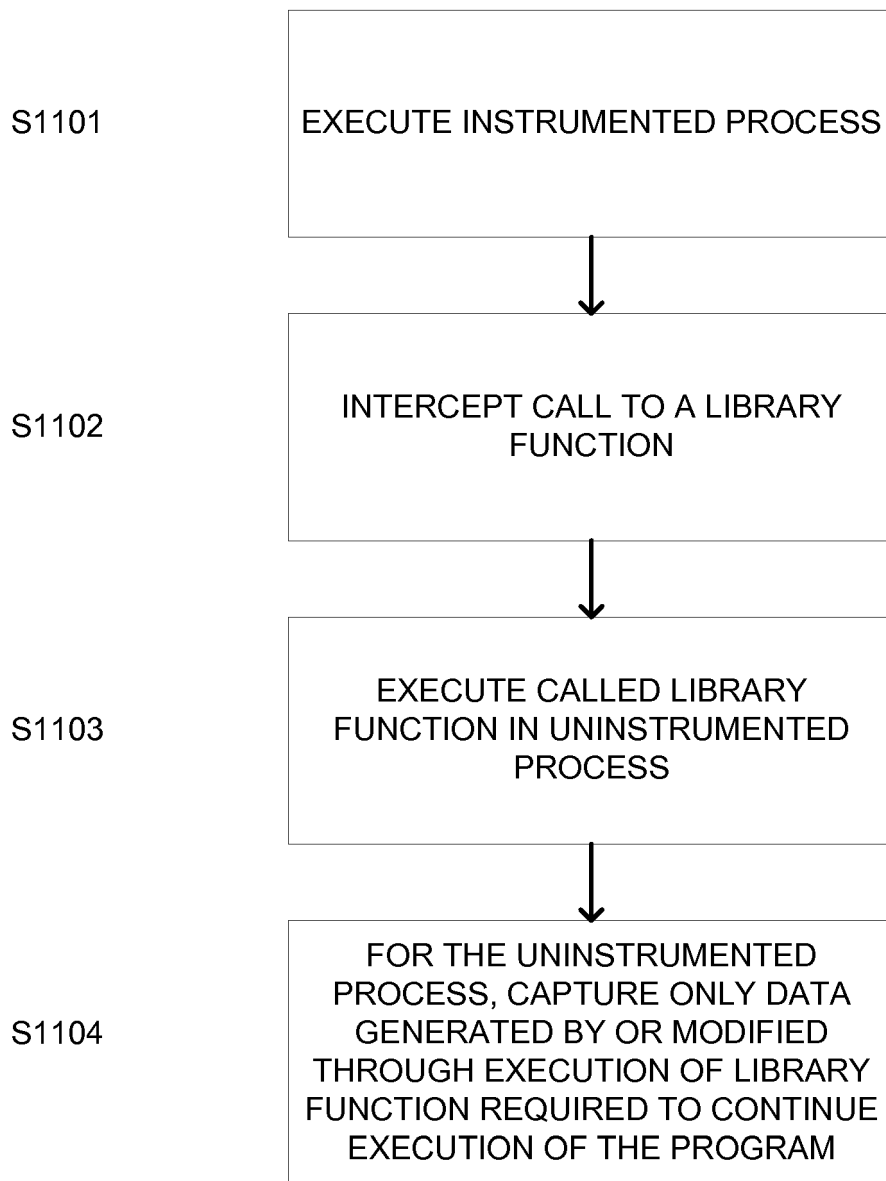 S1101
EXECUTE INSTRUMENTED PROCESS
S1102
INTERCEPT CALL TO A LIBRARY
FUNCTION
S1103
EXECUTE CALLED LIBRARY
FUNCTION IN UNINSTRUMENTED
PROCESS
S1104
FOR THE UNINSTRUMENTED
PROCESS, CAPTURE ONLY DATA
GENERATED BY OR MODIFIED
THROUGH EXECUTION OF LIBRARY
FUNCTION REQUIRED TO CONTINUE
EXECUTION OF THE PROGRAM